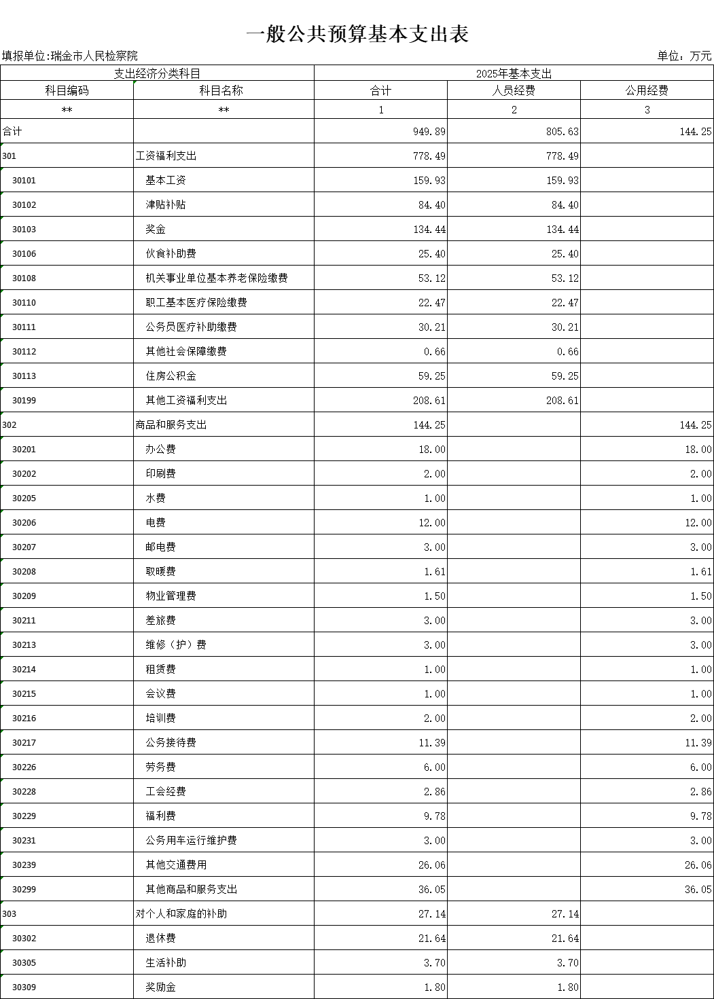 一般公共预算基本支出表
填报单位:瑞金市人民检察院 单位：万元
支出经济分类科目 2025年基本支出
科目编码 科目名称 合计 人员经费 公用经费
** ** 1 2 3
合计 949.89 805.63 144.25
301 工资福利支出 778.49 778.49
30101 基本工资 159.93 159.93
30102 津贴补贴 84.40 84.40
30103 奖金 134.44 134.44
30106 伙食补助费 25.40 25.40
30108 机关事业单位基本养老保险缴费 53.12 53.12
30110 职工基本医疗保险缴费 22.47 22.47
30111 公务员医疗补助缴费 30.21 30.21
30112 其他社会保障缴费 0.66 0.66
30113 住房公积金 59.25 59.25
30199 其他工资福利支出 208.61 208.61
302 商品和服务支出 144.25 144.25
30201 办公费 18.00 18.00
30202 印刷费 2.00 2.00
30205 水费 1.00 1.00
30206 电费 12.00 12.00
30207 邮电费 3.00 3.00
30208 取暖费 1.61 1.61
30209 物业管理费 1.50 1.50
30211 差旅费 3.00 3.00
30213 维修（护）费 3.00 3.00
30214 租赁费 1.00 1.00
30215 会议费 1.00 1.00
30216 培训费 2.00 2.00
30217 公务接待费 11.39 11.39
30226 劳务费 6.00 6.00
30228 工会经费 2.86 2.86
30229 福利费 9.78 9.78
30231 公务用车运行维护费 3.00 3.00
30239 其他交通费用 26.06 26.06
30299 其他商品和服务支出 36.05 36.05
303 对个人和家庭的补助 27.14 27.14
30302 退休费 21.64 21.64
30305 生活补助 3.70 3.70
30309 奖励金 1.80 1.80